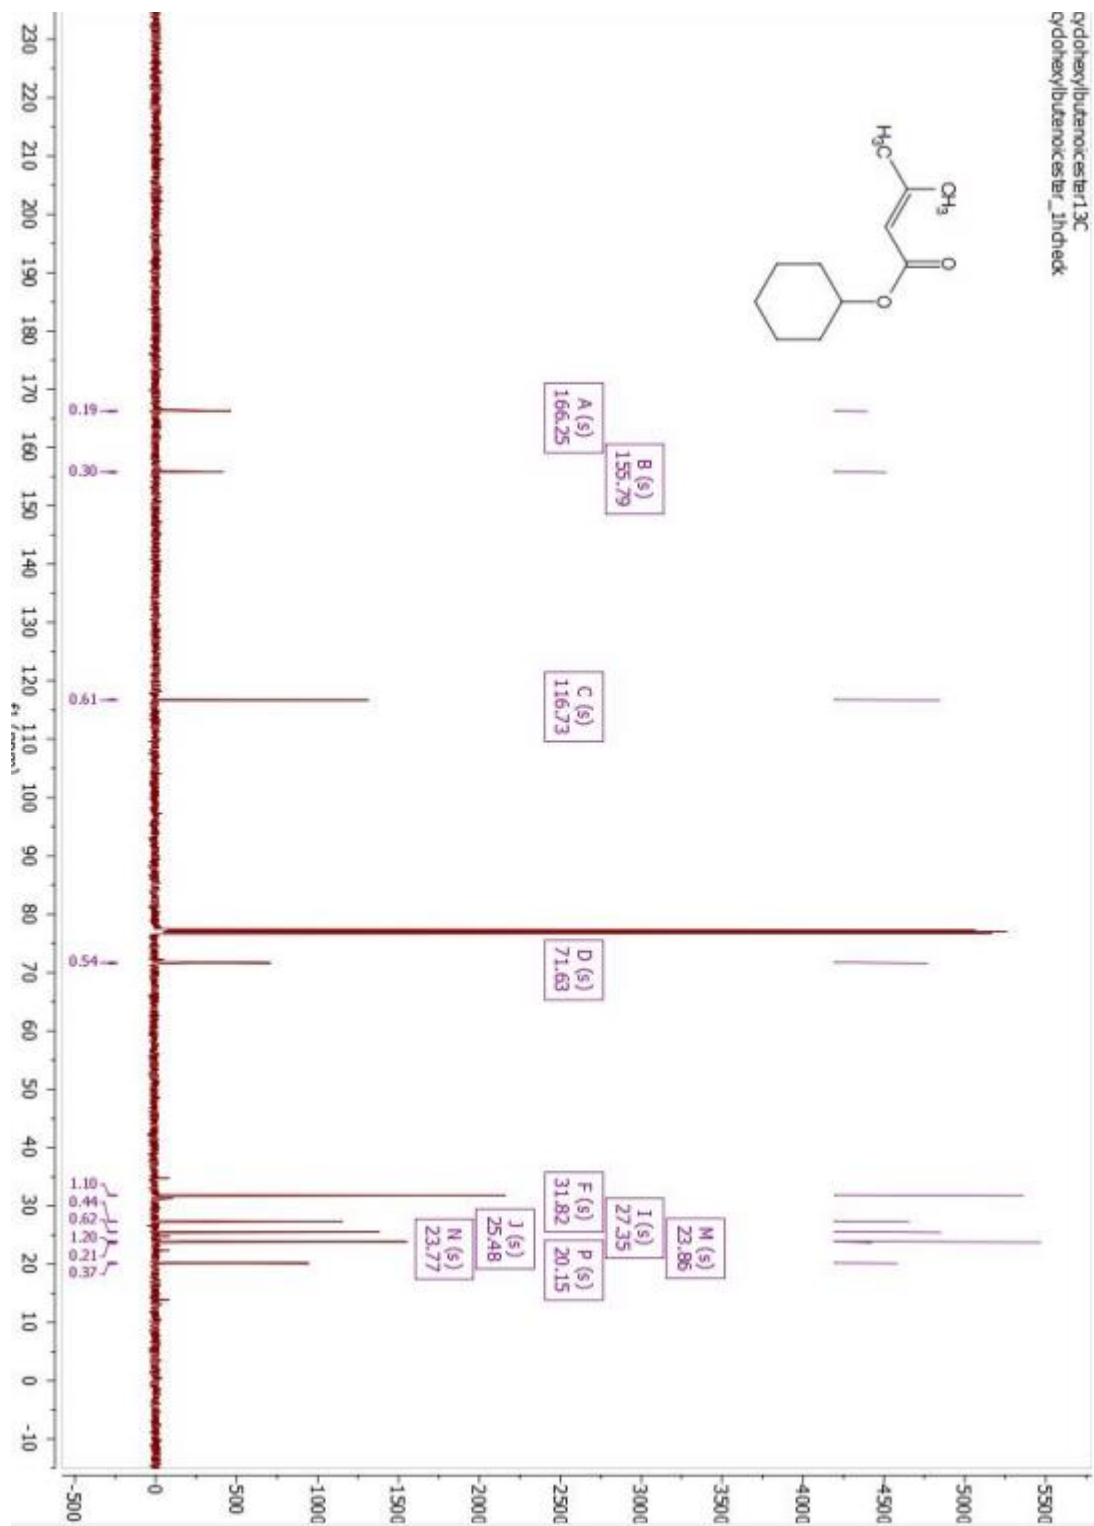 cydohexylbutenoicester13C
cydohexylbutenoicester_1hcheck
CH₃
H₃C
O
O
A (s)
166.25
B (s)
155.79
C (s)
116.73
D (s)
71.63
F (s)
31.82
I (s)
27.35
M (s)
23.86
J (s)
25.48
P (s)
20.15
N (s)
23.77
0.19
0.30
0.61
0.54
1.10
0.44
0.62
1.20
0.21
0.37
230 220 210 200 190 180 170 160 150 140 130 120 110 100 90 80 70 60 50 40 30 20 10 0 -10
f1 (ppm)
5500
5000
4500
4000
3500
3000
2500
2000
1500
1000
500
0
-500